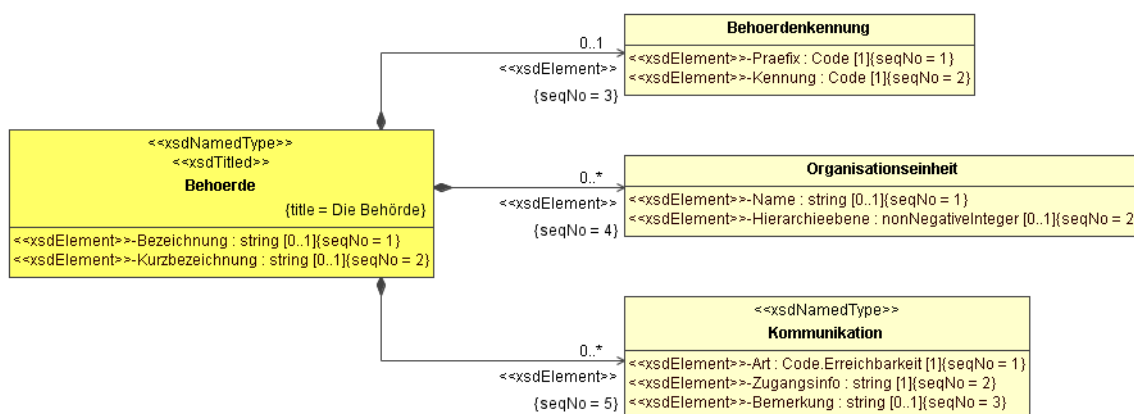 Behoerdenkennung
<<xsdElement>>-Praefix : Code [1]{seqNo = 1}
<<xsdElement>>-Kennung : Code [1]{seqNo = 2}
0..1
<<xsdElement>>
{seqNo = 3}
<<xsdNamedType>>
<<xsdTitled>>
Behoerde
{title = Die Behörde}
<<xsdElement>>-Bezeichnung : string [0..1]{seqNo = 1}
<<xsdElement>>-Kurzbezeichnung : string [0..1]{seqNo = 2}
0..*
<<xsdElement>>
{seqNo = 4}
Organisationseinheit
<<xsdElement>>-Name : string [0..1]{seqNo = 1}
<<xsdElement>>-Hierarchieebene : nonNegativeInteger [0..1]{seqNo = 2
0..*
<<xsdElement>>
{seqNo = 5}
<<xsdNamedType>>
Kommunikation
<<xsdElement>>-Art : Code.Erreichbarkeit [1]{seqNo = 1}
<<xsdElement>>-Zugangsinfo : string [1]{seqNo = 2}
<<xsdElement>>-Bemerkung : string [0..1]{seqNo = 3}